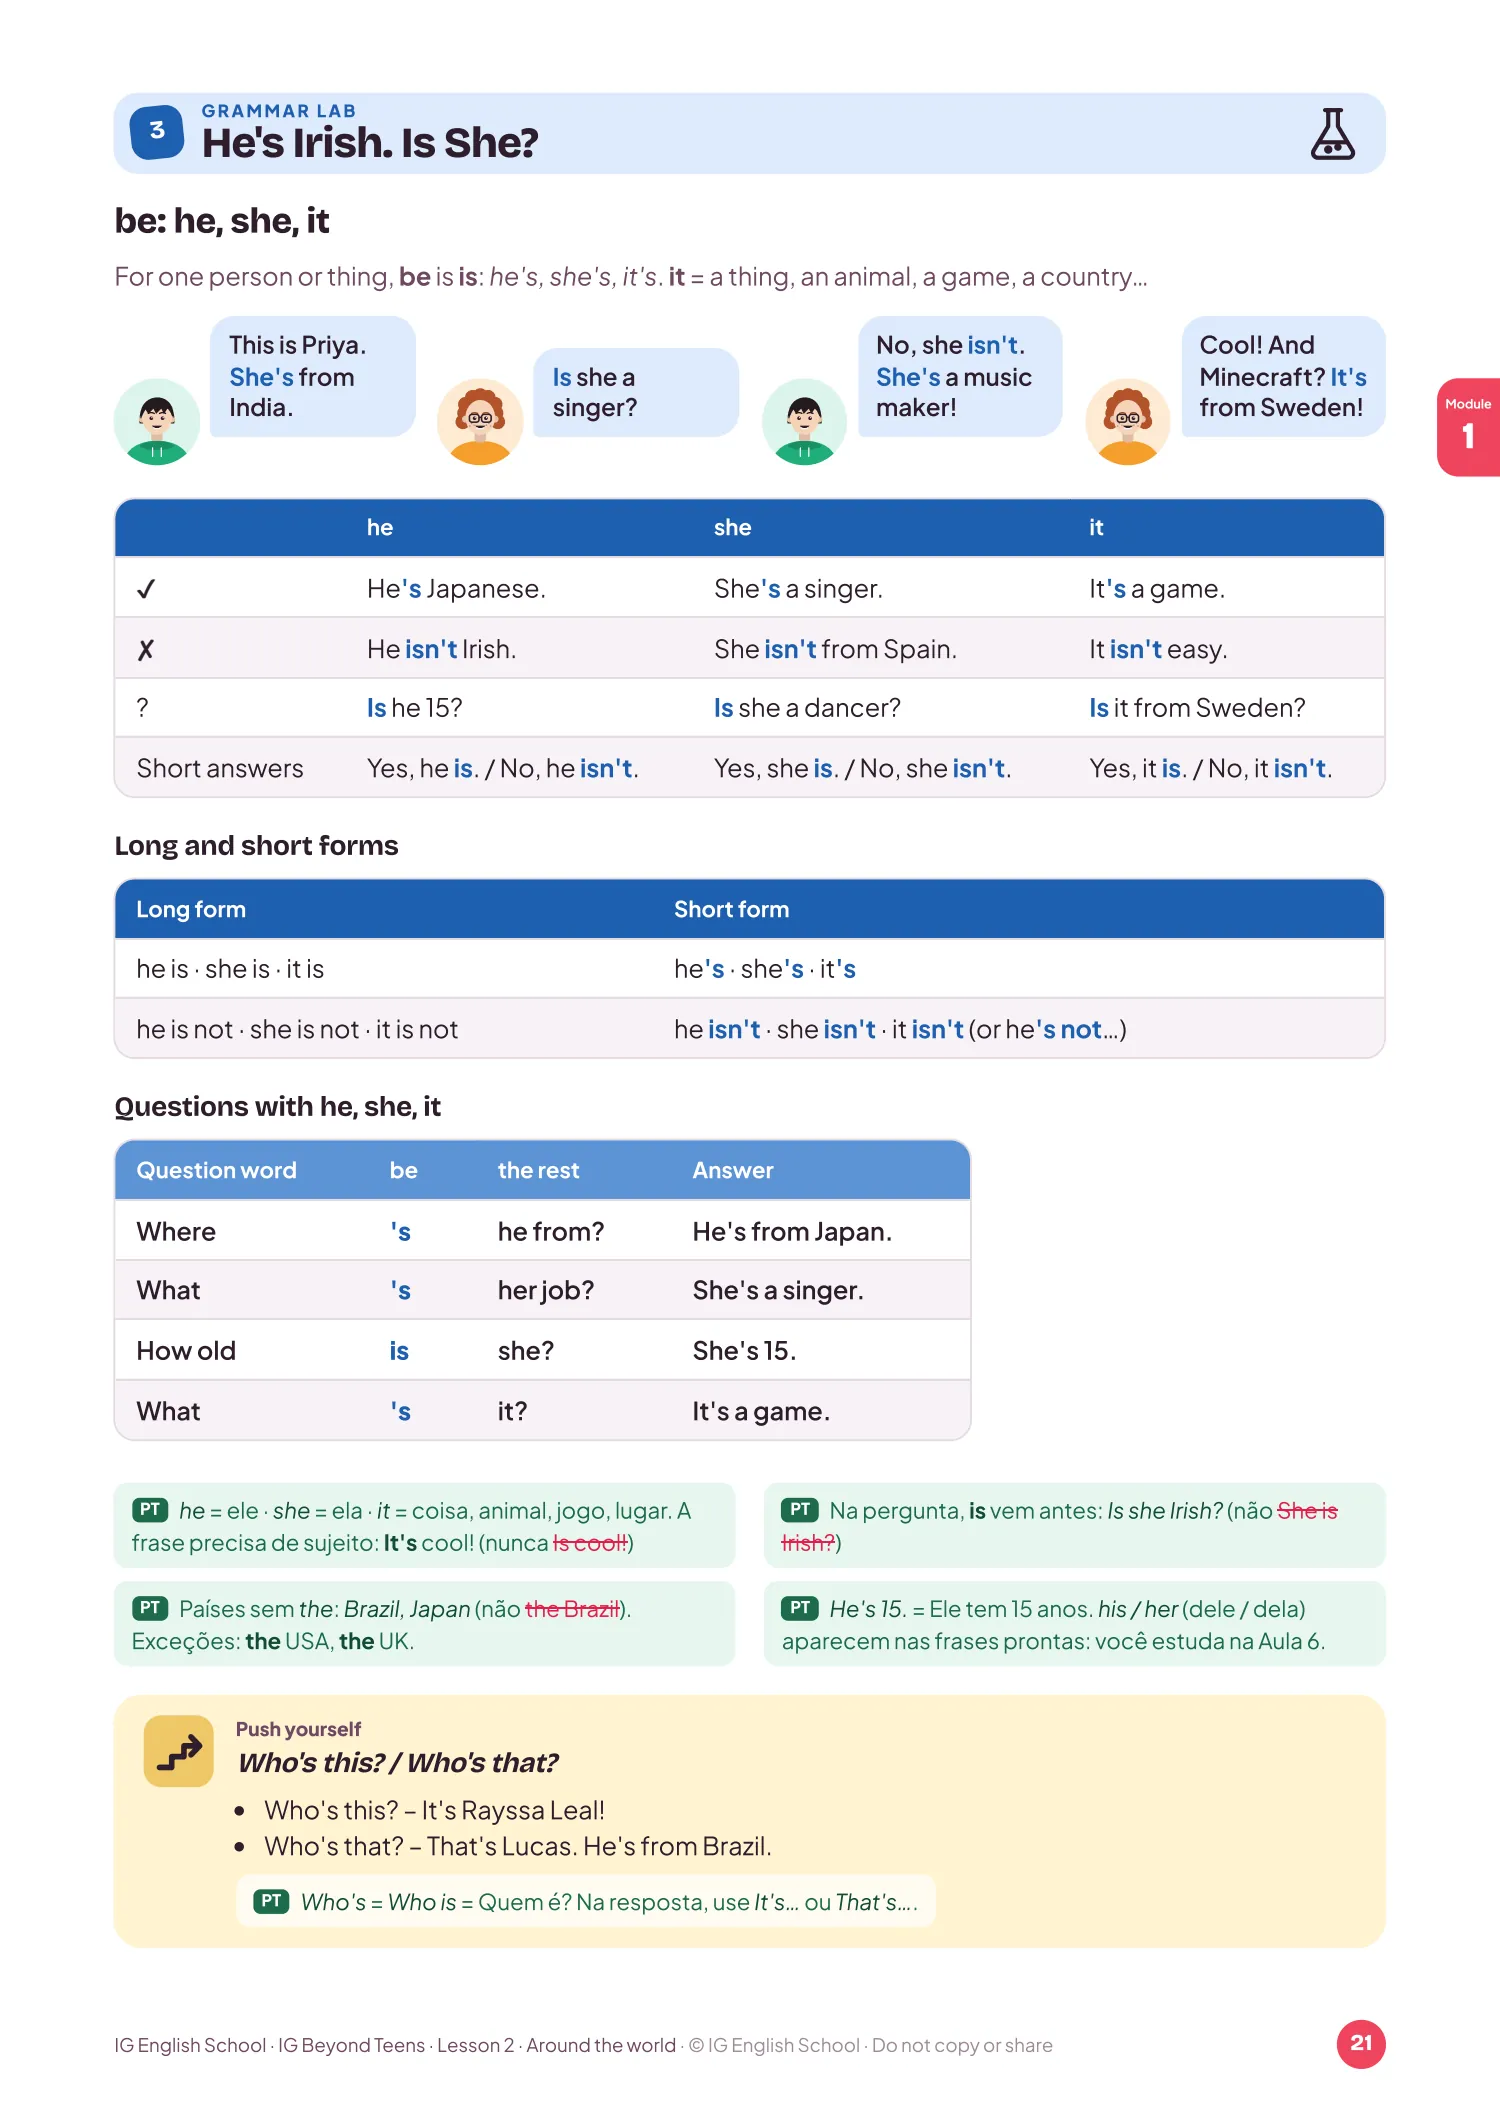 3
GRAMMAR LAB
He's Irish. Is She?
be: he, she, it
For one person or thing, be is is: he's, she's, it's. it = a thing, an animal, a game, a country...
This is Priya.
She's from
India.
Is she a
singer?
No, she isn't.
She's a music
maker!
Cool! And
Minecraft? It's
from Sweden!
Module
1
he she it
✓ He's Japanese. She's a singer. It's a game.
✗ He isn't Irish. She isn't from Spain. It isn't easy.
? Is he 15? Is she a dancer? Is it from Sweden?
Short answers Yes, he is. / No, he isn't. Yes, she is. / No, she isn't. Yes, it is. / No, it isn't.
Long and short forms
Long form Short form
he is · she is · it is he's · she's · it's
he is not · she is not · it is not he isn't · she isn't · it isn't (or he's not...)
Questions with he, she, it
Question word be the rest Answer
Where 's he from? He's from Japan.
What 's her job? She's a singer.
How old is she? She's 15.
What 's it? It's a game.
PT he = ele · she = ela · it = coisa, animal, jogo, lugar. A
frase precisa de sujeito: It's cool! (nunca Is cool!)
PT Na pergunta, is vem antes: Is she Irish? (não She is
Irish?)
PT Países sem the: Brazil, Japan (não the Brazil).
Exceções: the USA, the UK.
PT He's 15. = Ele tem 15 anos. his / her (dele / dela)
aparecem nas frases prontas: você estuda na Aula 6.
Push yourself
Who's this? / Who's that?
• Who's this? – It's Rayssa Leal!
• Who's that? – That's Lucas. He's from Brazil.
PT Who's = Who is = Quem é? Na resposta, use It's... ou That's....
IG English School · IG Beyond Teens · Lesson 2 · Around the world · © IG English School · Do not copy or share
21